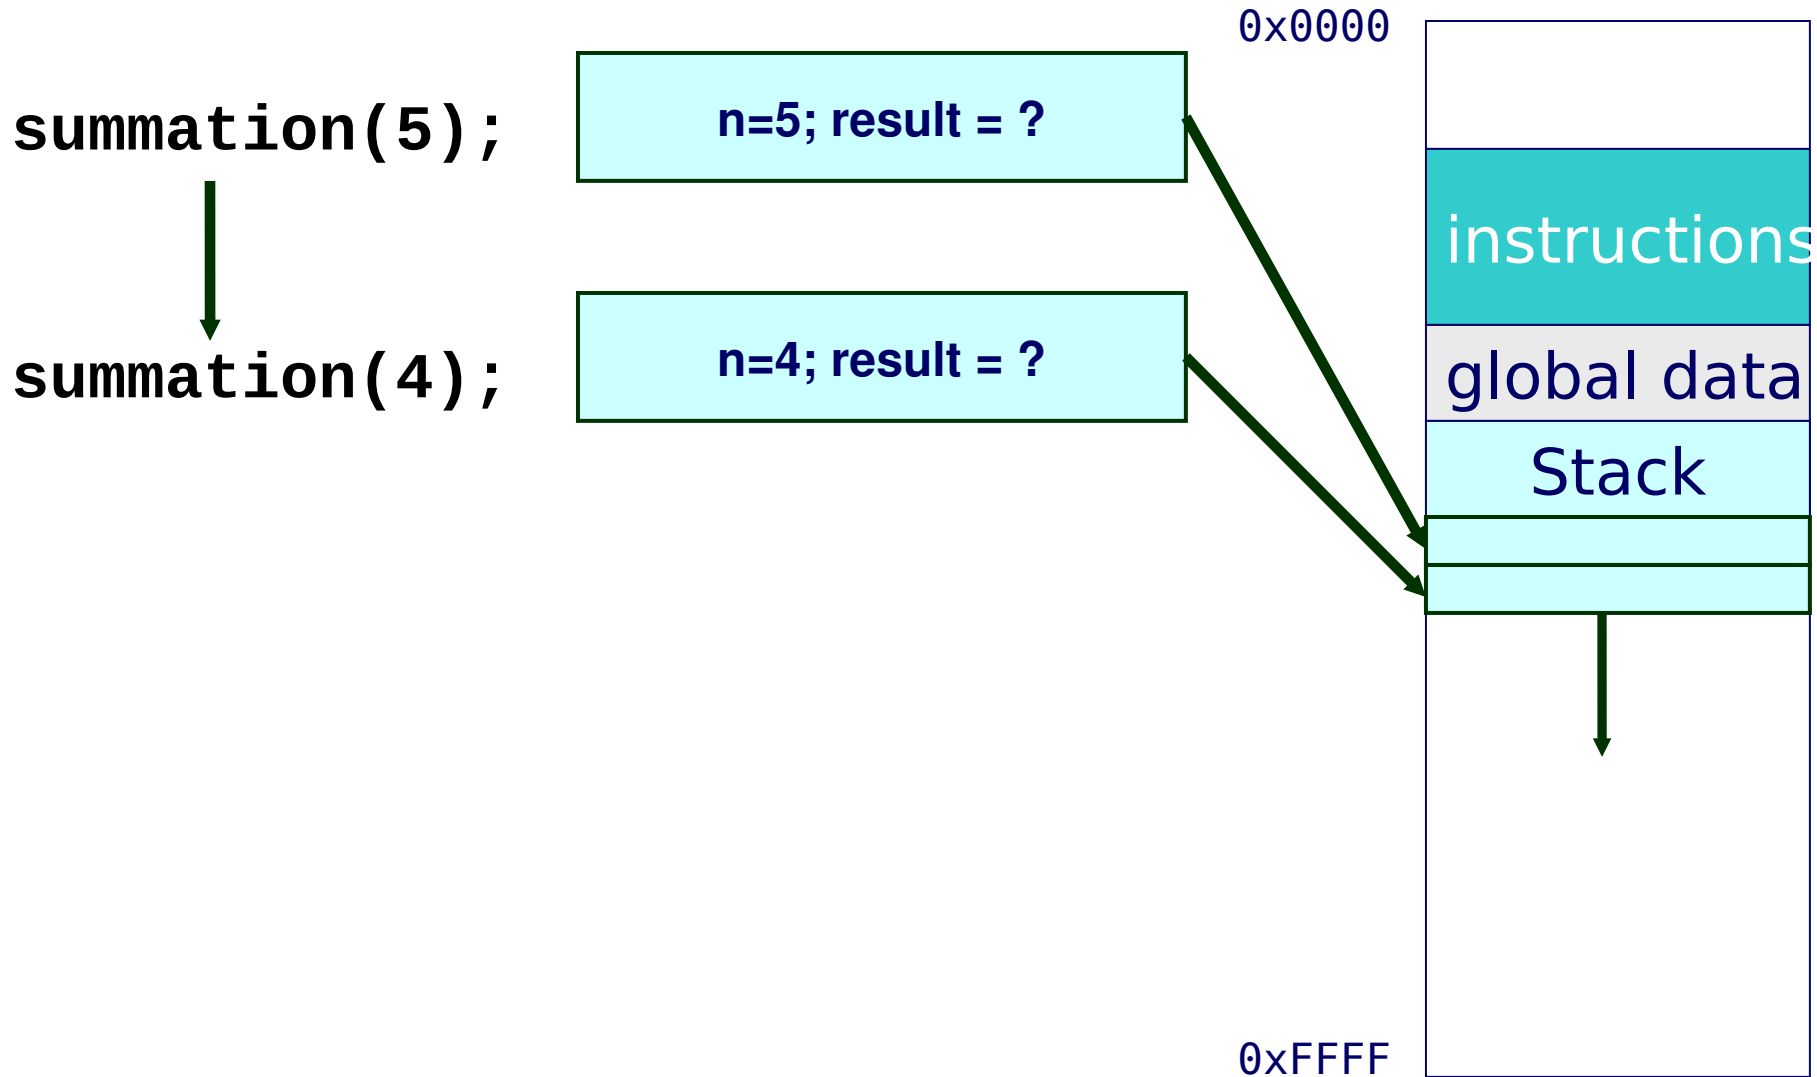 0x0000
summation(5);
n=5; result = ?
instructions
summation(4);
n=4; result = ?
global data
Stack
0xFFFF